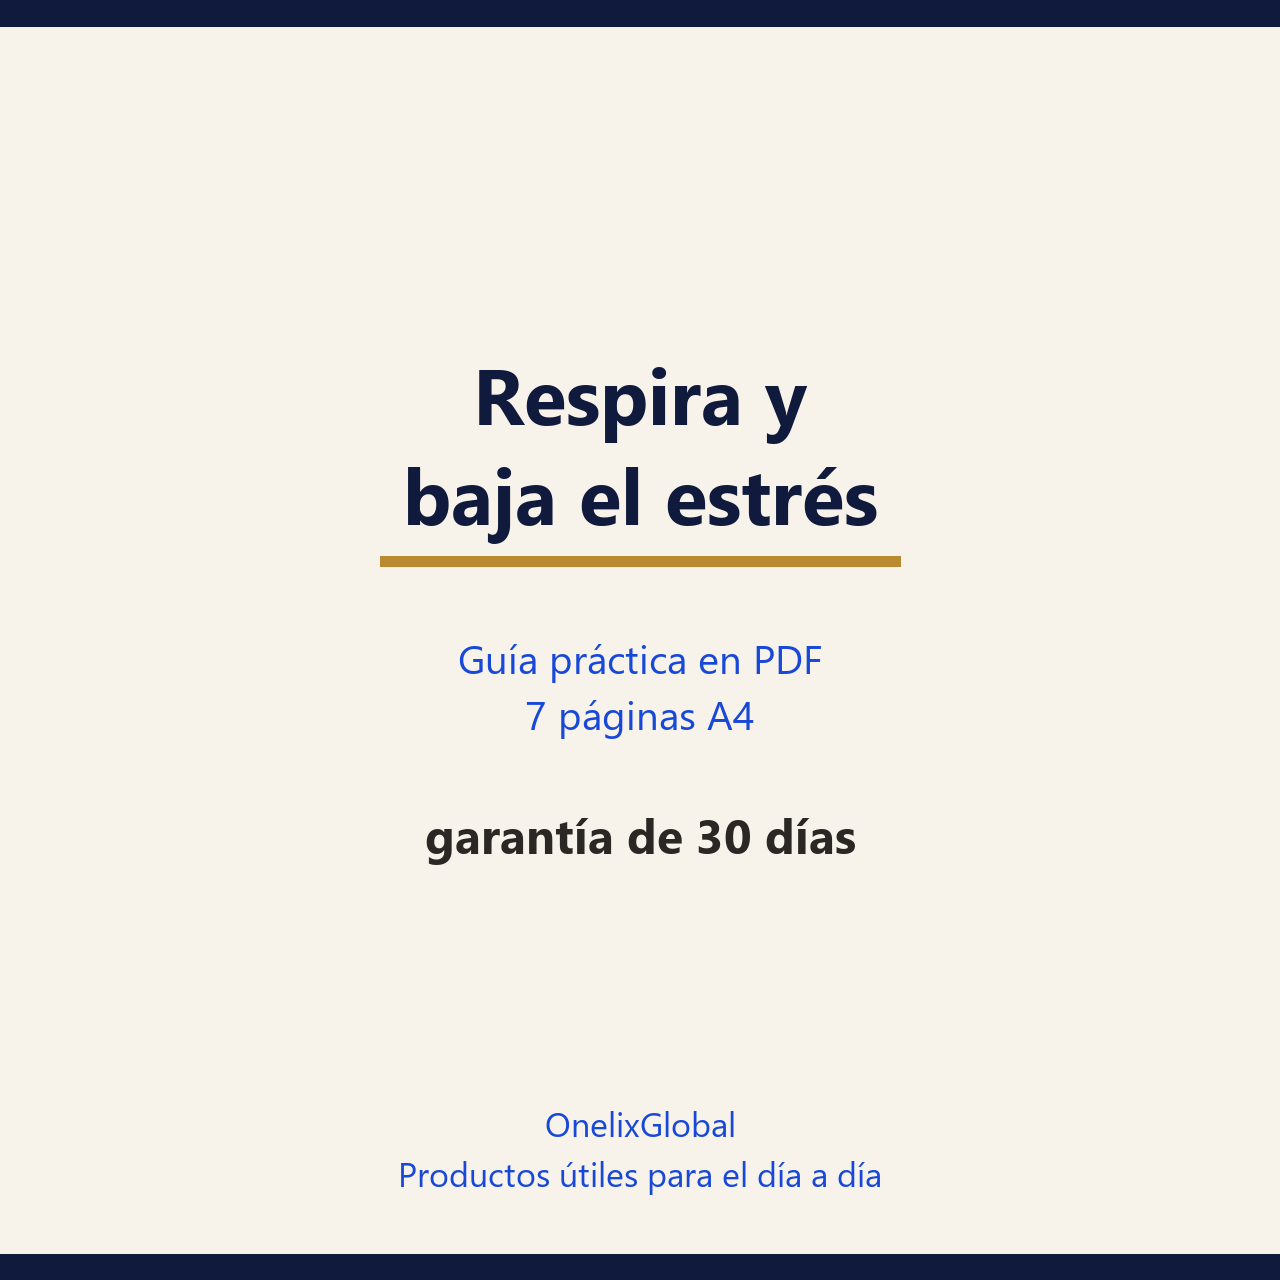 Respira y
baja el estrés
Guía práctica en PDF
7 páginas A4
garantía de 30 días
OnelixGlobal
Productos útiles para el día a día